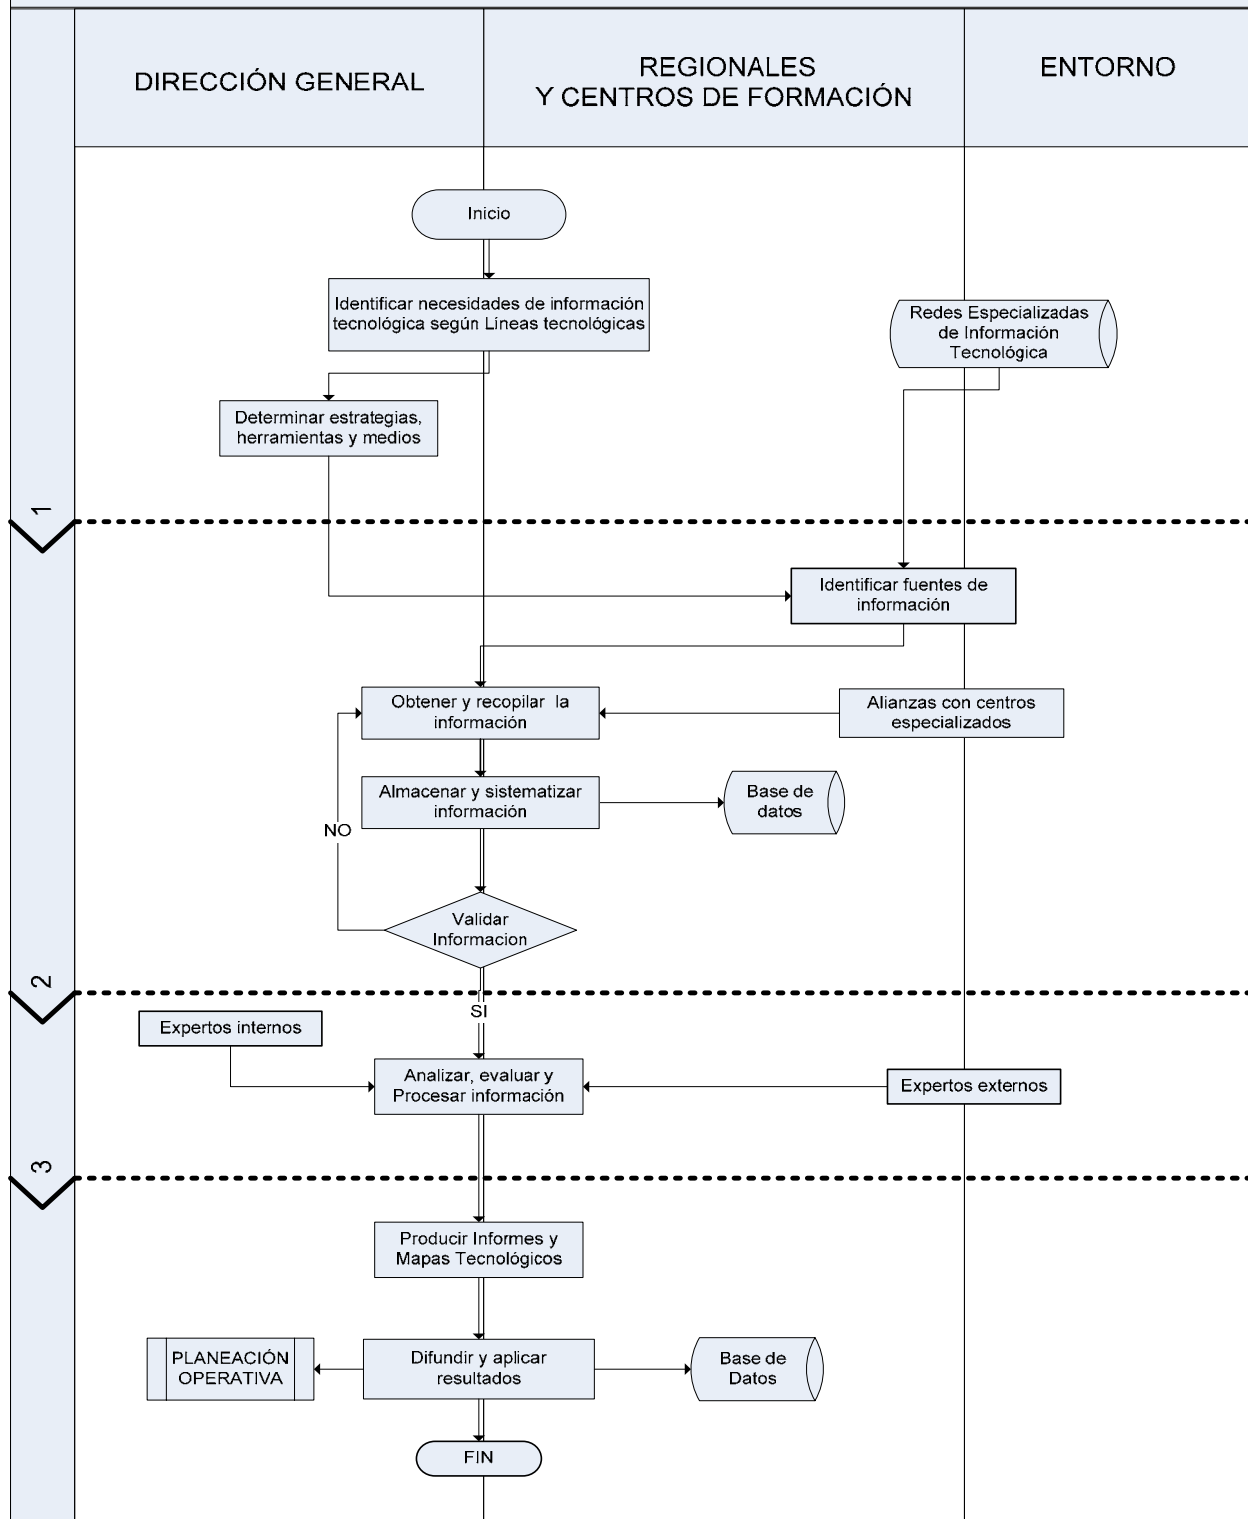 DIRECCIÓN GENERAL
REGIONALES
Y CENTROS DE FORMACIÓN
ENTORNO
Inicio
Identificar necesidades de información
tecnológica según Líneas tecnológicas
Redes Especializadas
de Información
Tecnológica
Determinar estrategias,
herramientas y medios
1
Identificar fuentes de
información
Obtener y recopilar la
información
Alianzas con centros
especializados
Almacenar y sistematizar
información
Base de
datos
NO
Validar
Informacion
2
SI
Expertos internos
Analizar, evaluar y
Procesar información
Expertos externos
3
Producir Informes y
Mapas Tecnológicos
PLANEACIÓN
OPERATIVA
Difundir y aplicar
resultados
Base de
Datos
FIN